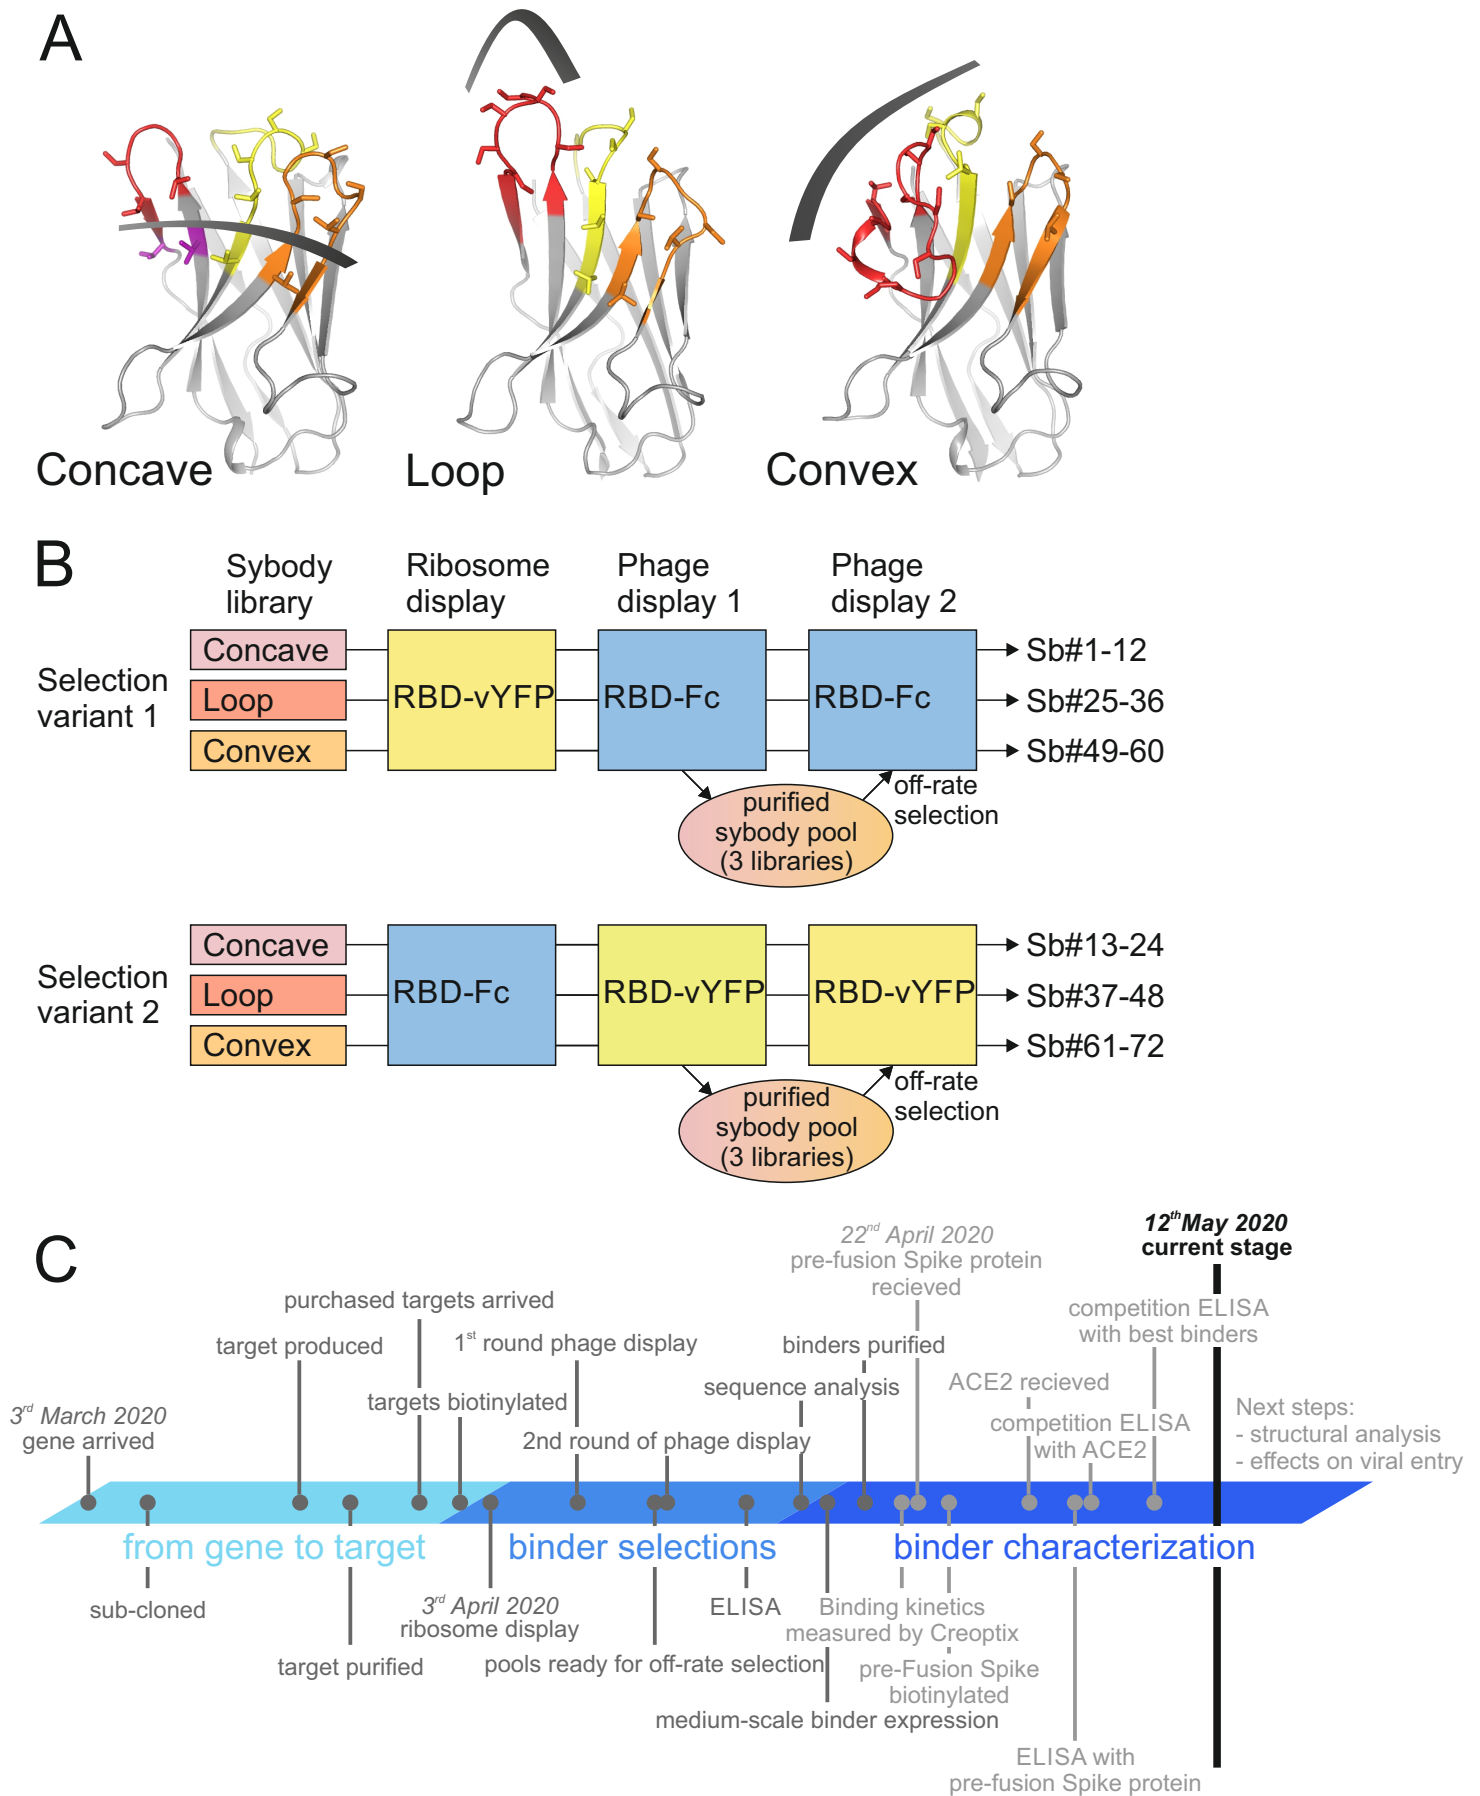 A
Concave
Loop
Convex
B
Sybody
library
Ribosome
display
Phage
display 1
Phage
display 2
Selection
variant 1
Concave
Loop
Convex
RBD-vYFP
RBD-Fc
RBD-Fc
Sb#1-12
Sb#25-36
Sb#49-60
purified
sybody pool
(3 libraries)
off-rate
selection
Selection
variant 2
Concave
Loop
Convex
RBD-Fc
RBD-vYFP
RBD-vYFP
Sb#13-24
Sb#37-48
Sb#61-72
purified
sybody pool
(3 libraries)
off-rate
selection
C
3rd March 2020
gene arrived
target produced
purchased targets arrived
targets biotinylated
1st round phage display
2nd round of phage display
sequence analysis
binders purified
22nd April 2020
pre-fusion Spike protein
recieved
ACE2 recieved
competition ELISA
with ACE2
competition ELISA
with best binders
12thMay 2020
current stage
Next steps:
- structural analysis
- effects on viral entry
from gene to target
binder selections
binder characterization
sub-cloned
target purified
3rd April 2020
ribosome display
pools ready for off-rate selection
ELISA
medium-scale binder expression
Binding kinetics
measured by Creoptix
pre-Fusion Spike
biotinylated
ELISA with
pre-fusion Spike protein